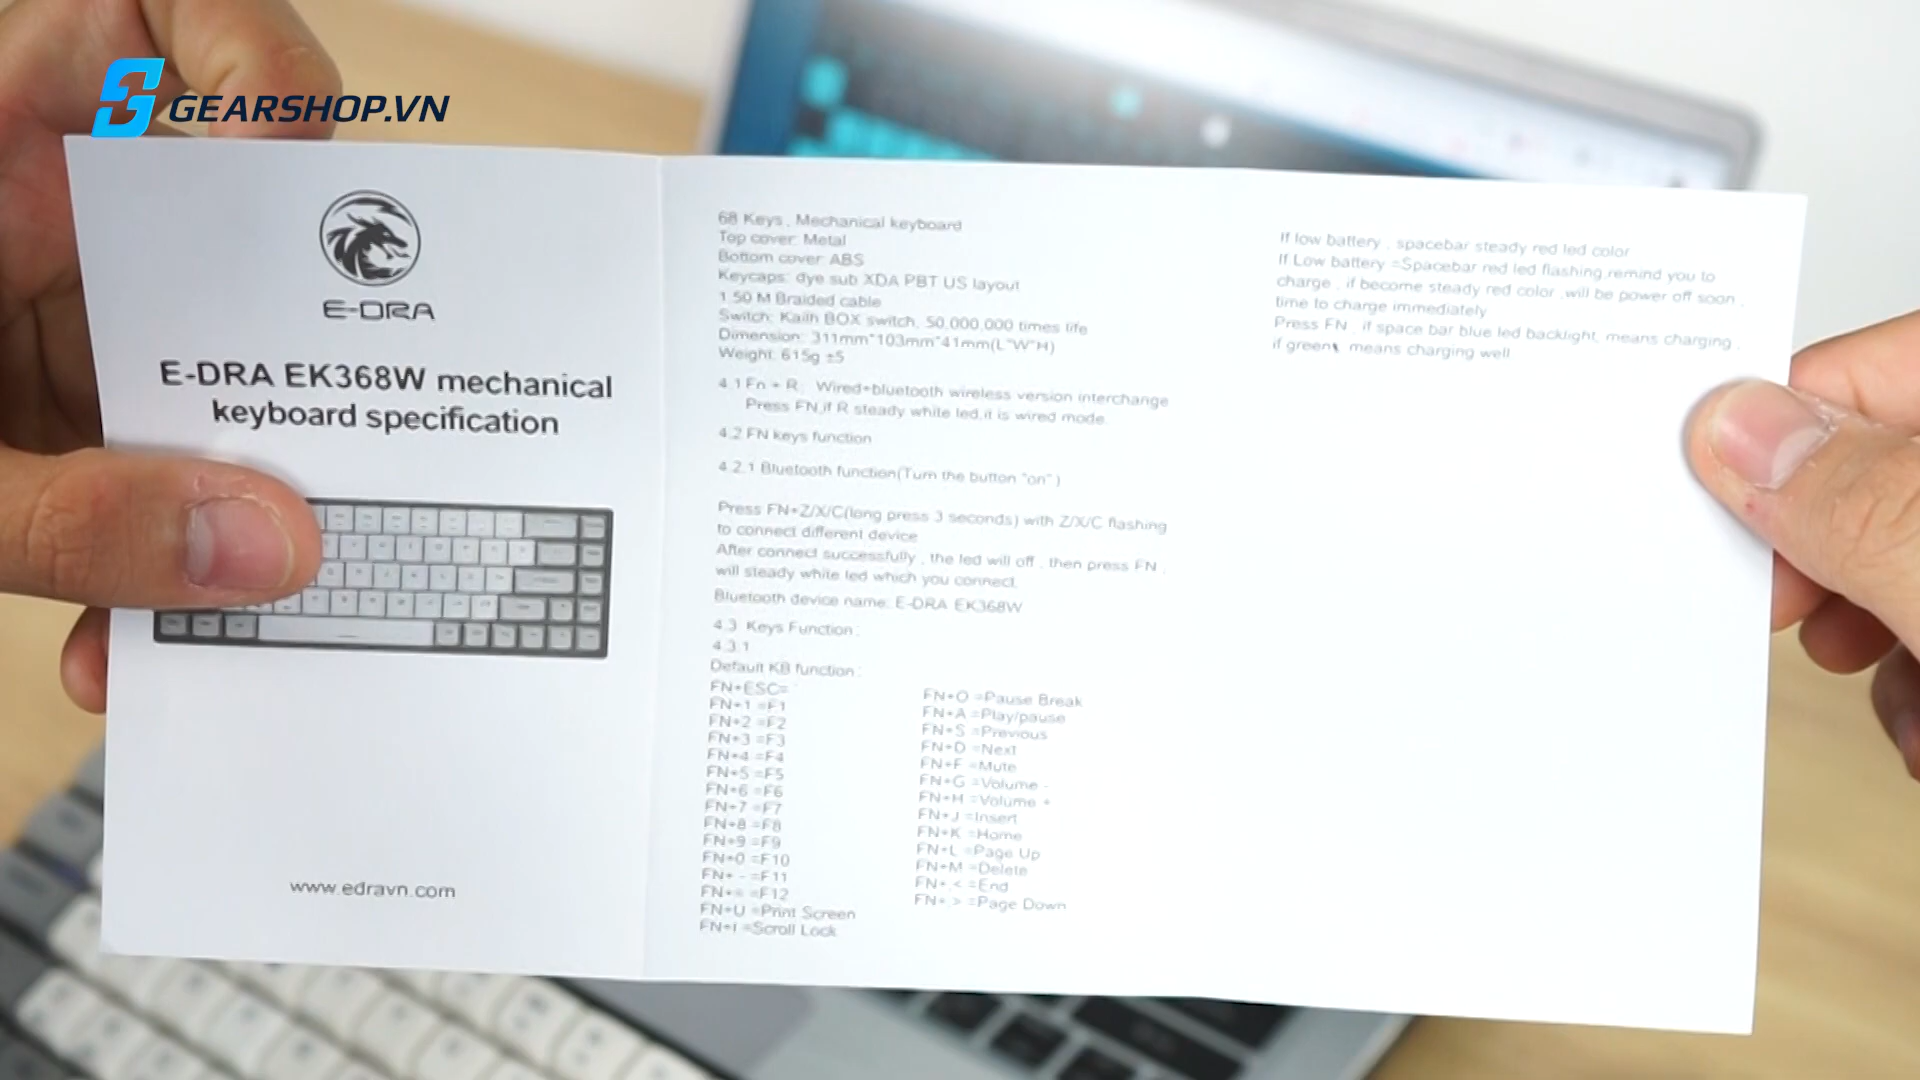 GEARSHOP.VN
E-DRA
E-DRA EK368W mechanical
keyboard specification
www.edravn.com
68 Keys , Mechanical keyboard
Top cover: Metal
Bottom cover: ABS
Keycaps: dye sub XDA PBT US layout
1.50 M Braided cable
Switch: Kailh BOX switch, 50,000,000 times life
Dimension: 311mm*103mm*41mm(L*W*H)
Weight: 615g ±5
4.1 Fn + R: Wired+bluetooth wireless version interchange
Press FN,if R steady white led,it is wired mode
4.2 FN keys function
4.2.1 Bluetooth function(Turn the button "on" )
Press FN+Z/X/C(long press 3 seconds) with Z/X/C flashing
to connect different device
After connect successfully , the led will off , then press FN ,
will steady white led which you connect.
Bluetooth device name: E-DRA EK368W
4.3 Keys Function :
4.3.1
Default KB function :
FN+ESC= `
FN+1 =F1
FN+2 =F2
FN+3 =F3
FN+4 =F4
FN+5 =F5
FN+6 =F6
FN+7 =F7
FN+8 =F8
FN+9 =F9
FN+0 =F10
FN+ - =F11
FN+= =F12
FN+U =Print Screen
FN+I =Scroll Lock
FN+O =Pause Break
FN+A =Play/pause
FN+S =Previous
FN+D =Next
FN+F =Mute
FN+G =Volume -
FN+H =Volume +
FN+J =Insert
FN+K =Home
FN+L =Page Up
FN+M =Delete
FN+ < =End
FN+ > =Page Down
If low battery , spacebar steady red led color
If Low battery =Spacebar red led flashing remind you to
charge , if become steady red color ,will be power off soon ,
time to charge immediately
Press FN , if space bar blue led backlight, means charging ,
if green, means charging well